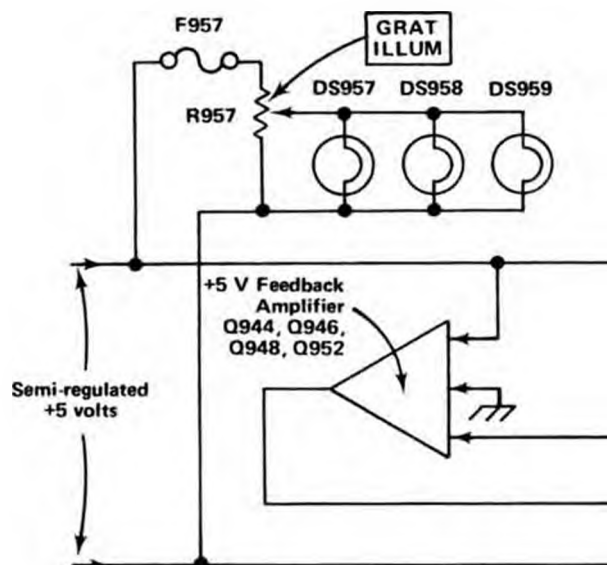 F957
GRAT
ILLUM
R957
DS957 DS958 DS959
+5 V Feedback
Amplifier
Q944, Q946,
Q948, Q952
Semi-regulated
+5 volts